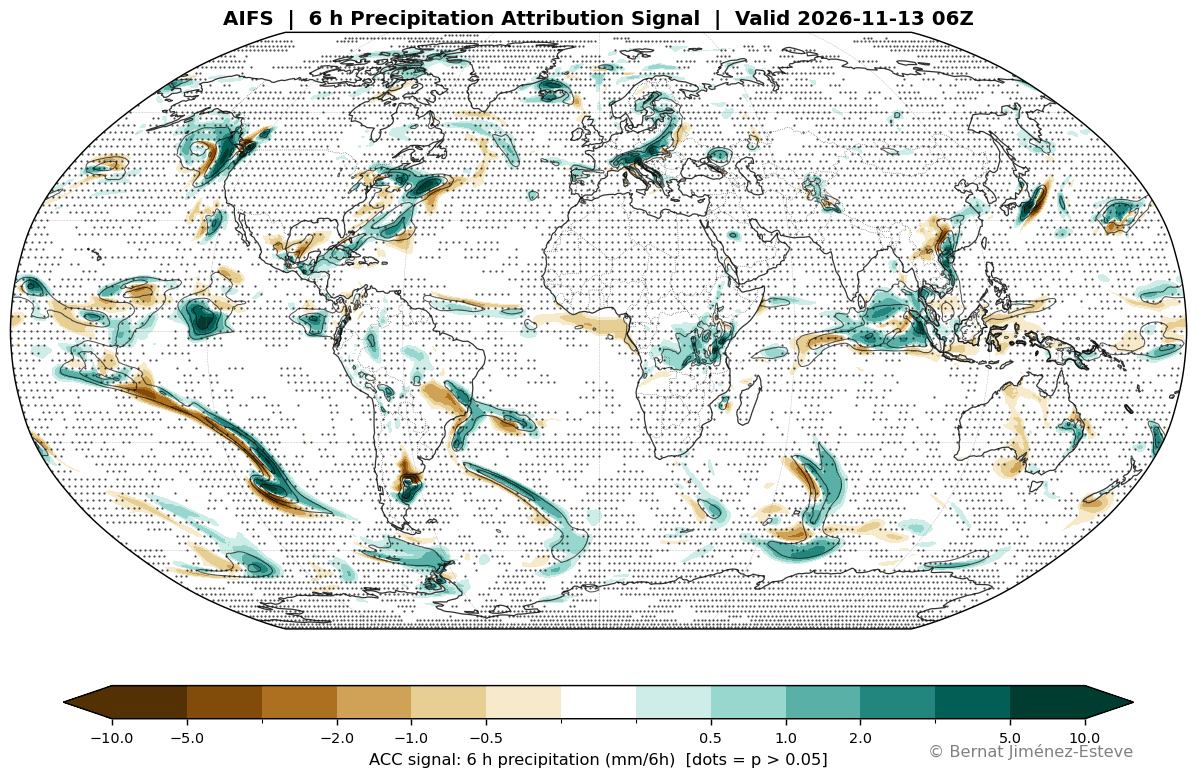 AIFS | 6 h Precipitation Attribution Signal | Valid 2026-11-13 06Z
−10.0 −5.0 −2.0 −1.0 −0.5 0.5 1.0 2.0 5.0 10.0
ACC signal: 6 h precipitation (mm/6h) [dots = p > 0.05]
© Bernat Jiménez-Esteve